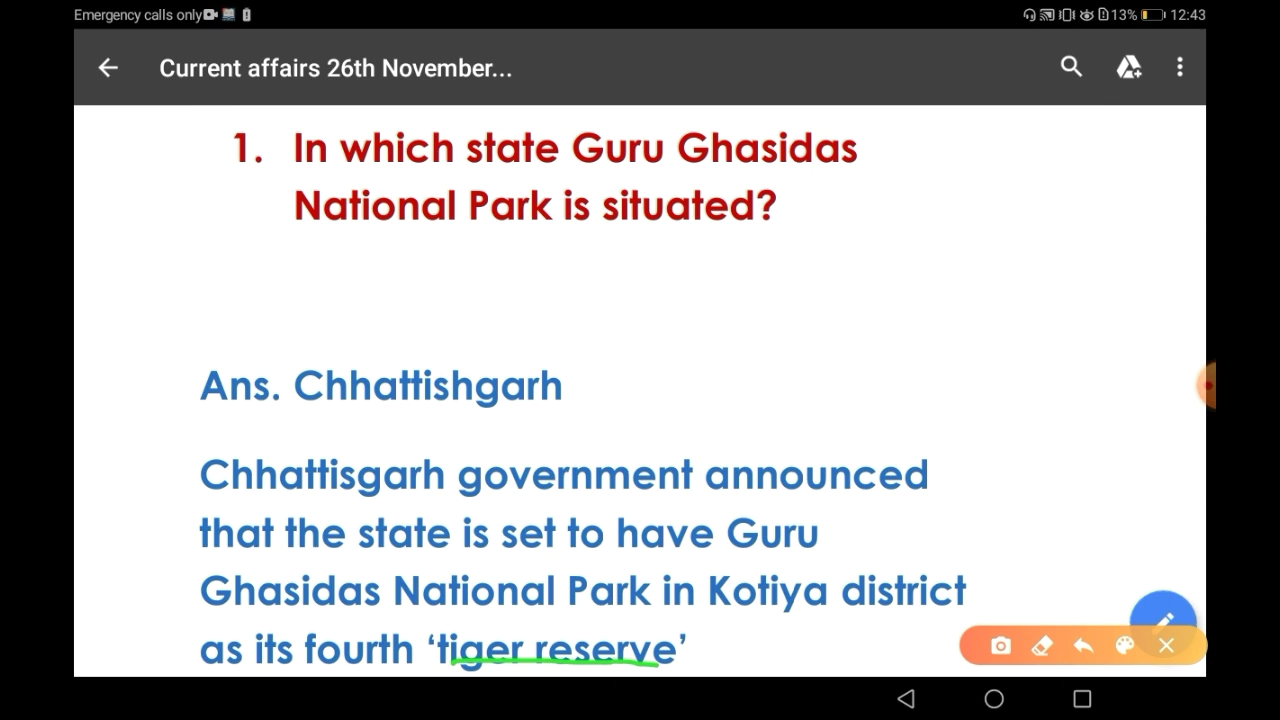 Emergency calls only
13% 12:43
Current affairs 26th November...
1. In which state Guru Ghasidas
National Park is situated?
Ans. Chhattishgarh
Chhattisgarh government announced
that the state is set to have Guru
Ghasidas National Park in Kotiya district
as its fourth ‘tiger reserve’